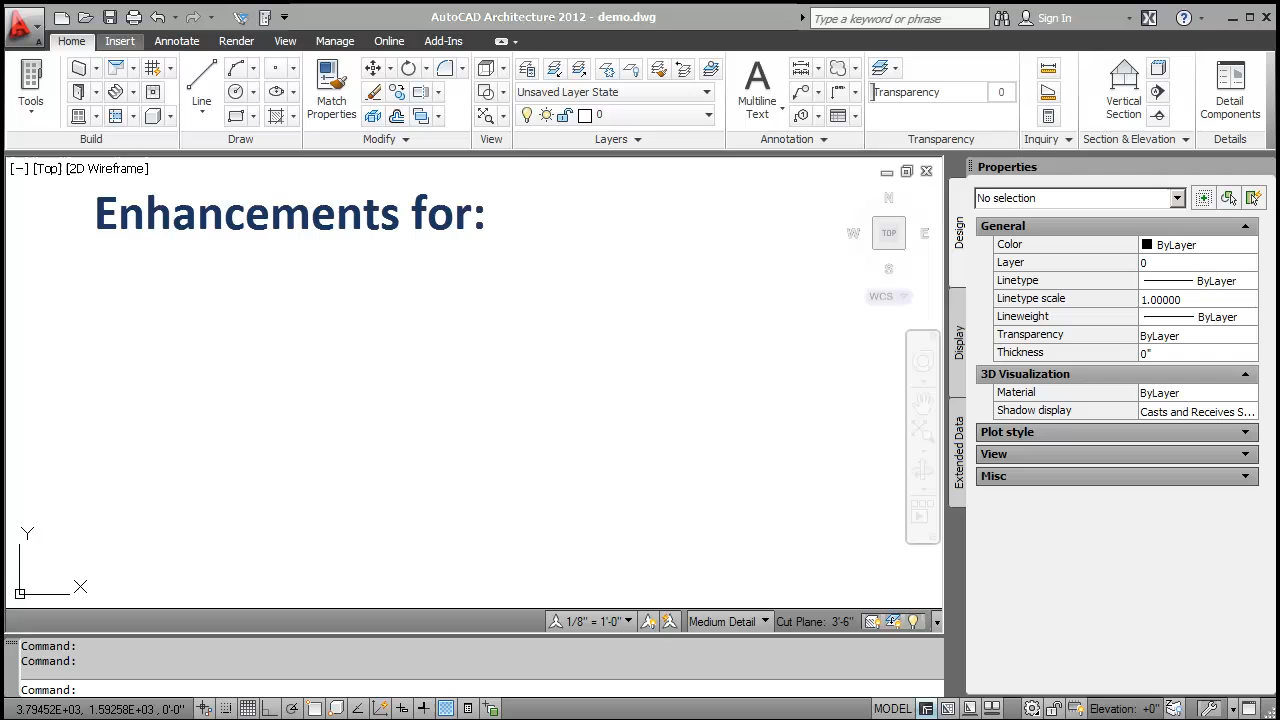 AutoCAD Architecture 2012 - demo.dwg
Type a keyword or phrase
Sign In
Home Insert Annotate Render View Manage Online Add-Ins
Tools
Line
Match Properties
Unsaved Layer State
0
Multiline Text
Transparency 0
Vertical Section
Detail Components
Build Draw Modify View Layers Annotation Transparency Inquiry Section & Elevation Details
[−] [Top] [2D Wireframe]
Enhancements for:
N
W TOP E
S
WCS
Y
X
Properties
No selection
Design
Display
Extended Data
General
Color ByLayer
Layer 0
Linetype ByLayer
Linetype scale 1.00000
Lineweight ByLayer
Transparency ByLayer
Thickness 0"
3D Visualization
Material ByLayer
Shadow display Casts and Receives S...
Plot style
View
Misc
1/8" = 1'-0" Medium Detail Cut Plane: 3'-6"
Command:
Command:
Command:
3.79452E+03, 1.59258E+03, 0'-0" MODEL Elevation: +0"